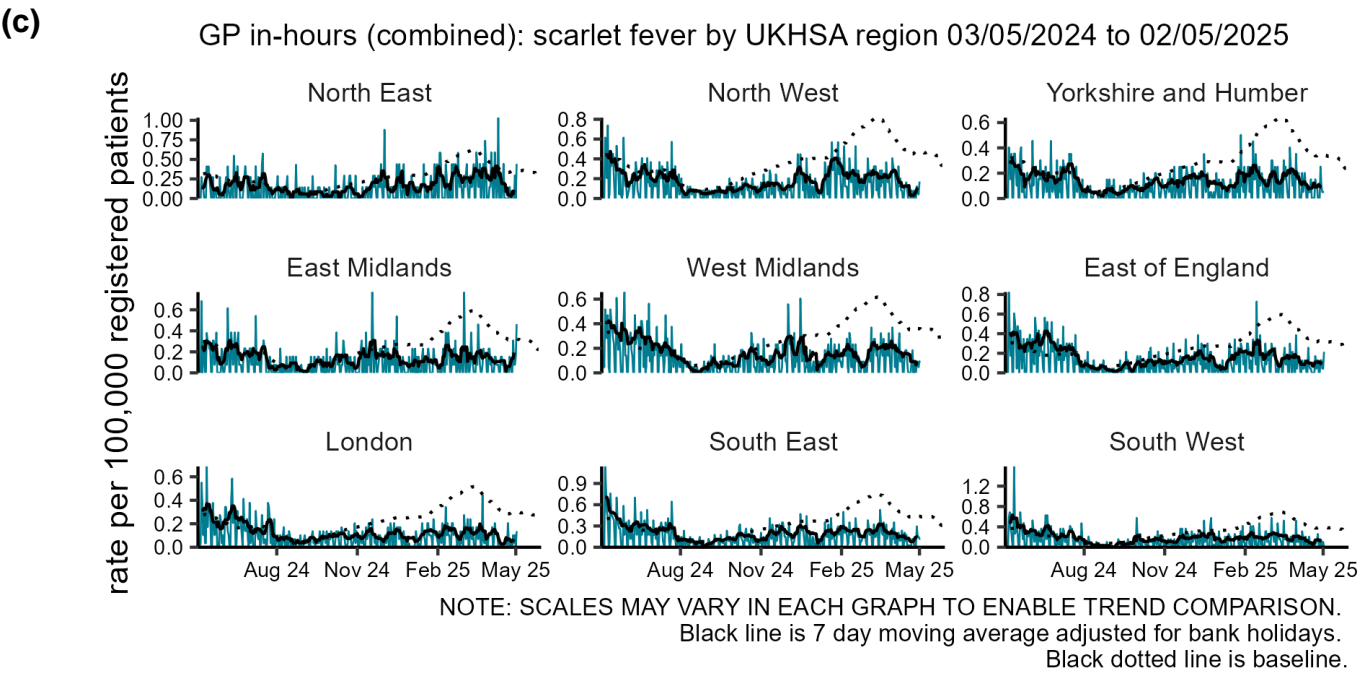 (c)
GP in-hours (combined): scarlet fever by UKHSA region 03/05/2024 to 02/05/2025
rate per 100,000 registered patients
North East
1.00
0.75
0.50
0.25
0.00
North West
0.8
0.6
0.4
0.2
0.0
Yorkshire and Humber
0.6
0.4
0.2
0.0
East Midlands
0.6
0.4
0.2
0.0
West Midlands
0.6
0.4
0.2
0.0
East of England
0.8
0.6
0.4
0.2
0.0
London
0.6
0.4
0.2
0.0
South East
0.9
0.6
0.3
0.0
South West
1.2
0.8
0.4
0.0
Aug 24 Nov 24 Feb 25 May 25
Aug 24 Nov 24 Feb 25 May 25
Aug 24 Nov 24 Feb 25 May 25
NOTE: SCALES MAY VARY IN EACH GRAPH TO ENABLE TREND COMPARISON.
Black line is 7 day moving average adjusted for bank holidays.
Black dotted line is baseline.